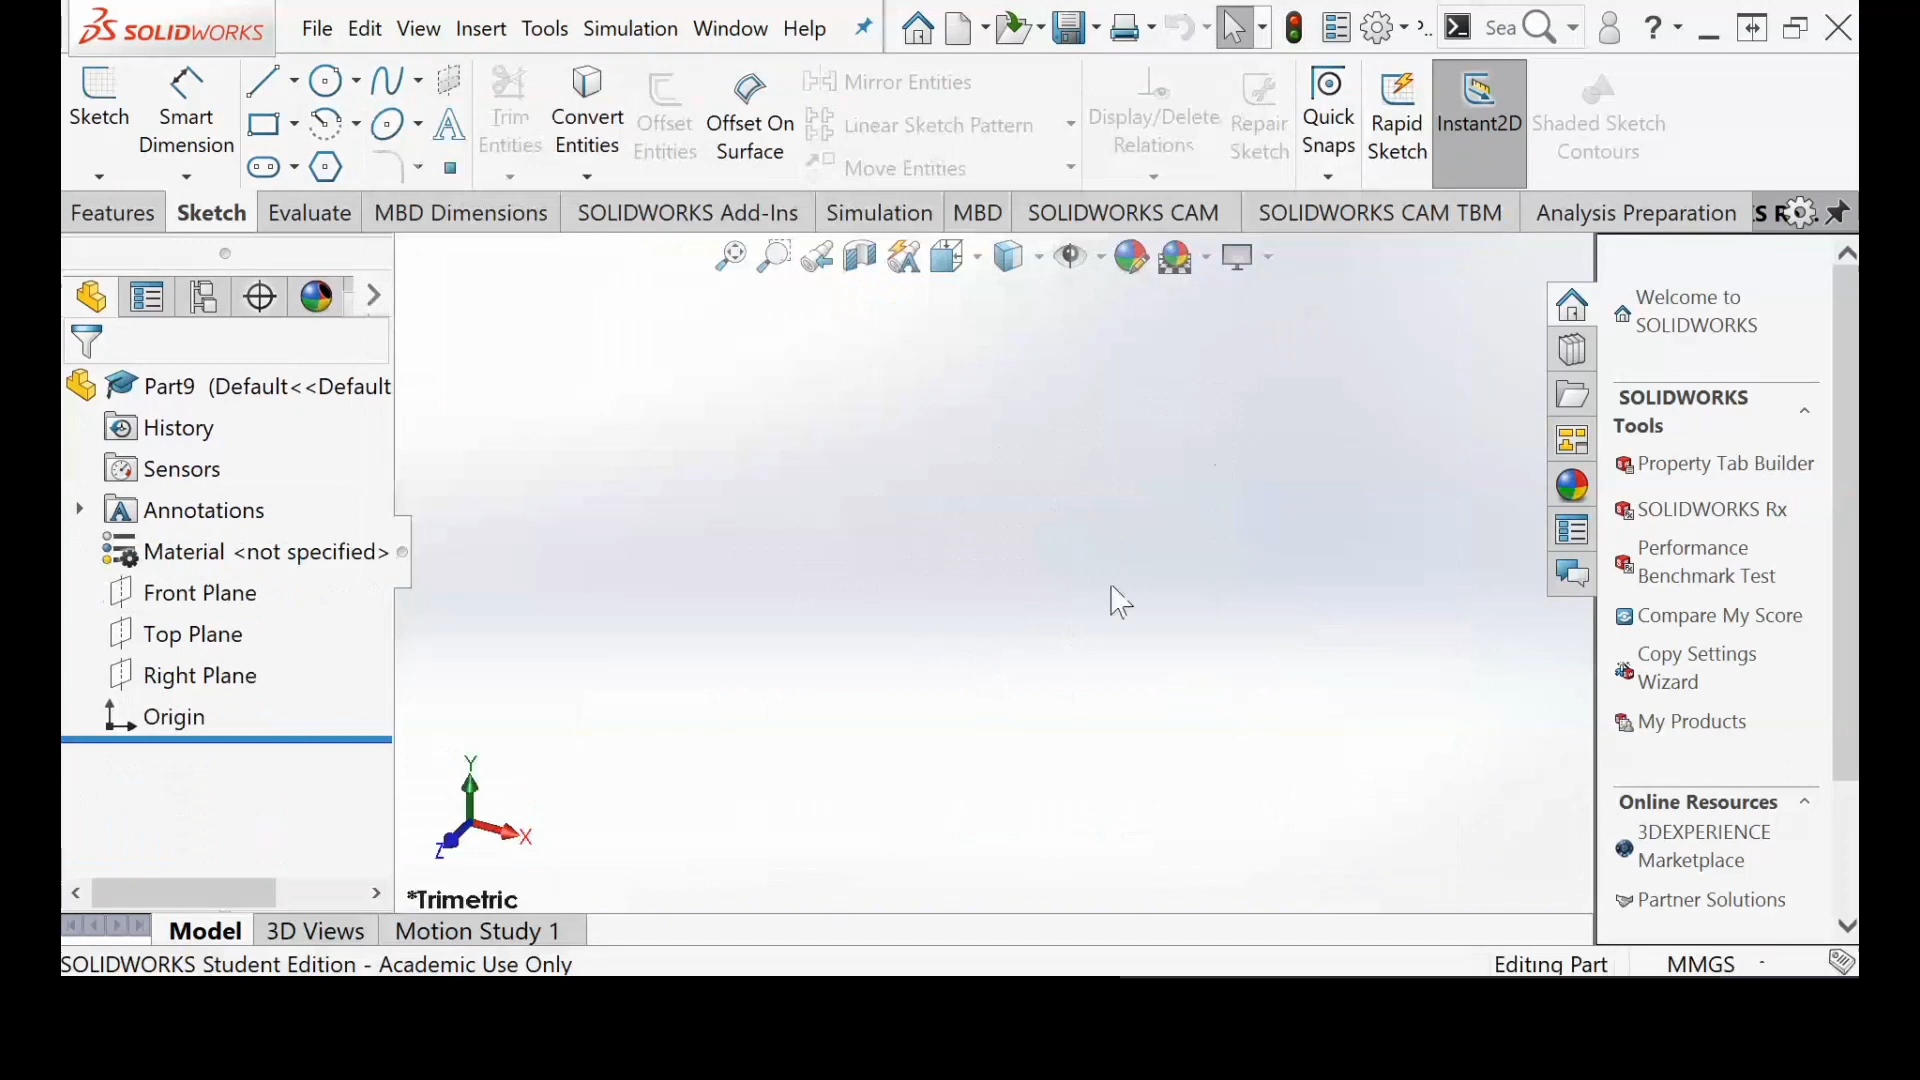 SOLIDWORKS File Edit View Insert Tools Simulation Window Help Sea ?
Sketch Smart Dimension Trim Entities Convert Entities Offset Entities Offset On Surface Mirror Entities Linear Sketch Pattern Move Entities Display/Delete Relations Repair Sketch Quick Snaps Rapid Sketch Instant2D Shaded Sketch Contours
Features Sketch Evaluate MBD Dimensions SOLIDWORKS Add-Ins Simulation MBD SOLIDWORKS CAM SOLIDWORKS CAM TBM Analysis Preparation
Part9 (Default<<Default
History
Sensors
Annotations
Material <not specified>
Front Plane
Top Plane
Right Plane
Origin
Y
X
Z
*Trimetric
Welcome to
SOLIDWORKS
SOLIDWORKS
Tools
Property Tab Builder
SOLIDWORKS Rx
Performance
Benchmark Test
Compare My Score
Copy Settings
Wizard
My Products
Online Resources
3DEXPERIENCE
Marketplace
Partner Solutions
Model 3D Views Motion Study 1
SOLIDWORKS Student Edition - Academic Use Only Editing Part MMGS -